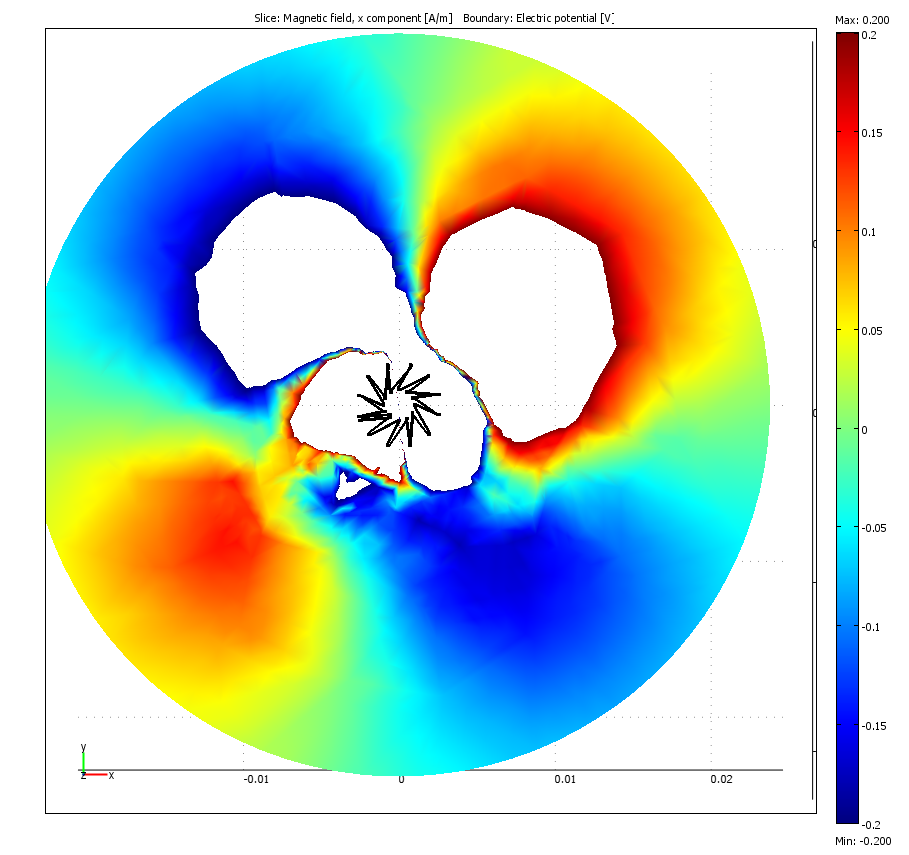 Slice: Magnetic field, x component [A/m] Boundary: Electric potential [V]
Max: 0.200
0.2
0.15
0.1
0.05
0
-0.05
-0.1
-0.15
-0.2
Min: -0.200
y
z
x
-0.01
0
0.01
0.02